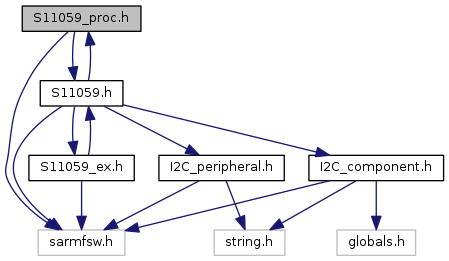 S11059_proc.h
S11059.h
S11059_ex.h
I2C_peripheral.h
I2C_component.h
sarmfsw.h
string.h
globals.h